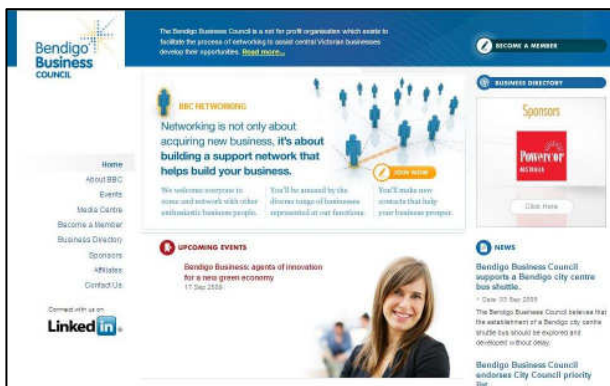 Bendigo
Business
COUNCIL
The Bendigo Business Council is a not for profit organisation which exists to
facilitate the process of networking to assist central Victorian businesses
develop their opportunities. Read more...
BECOME A MEMBER
BUSINESS DIRECTORY
BBC NETWORKING
Networking is not only about
acquiring new business, it's about
building a support network that
helps build your business.
JOIN NOW
We welcome everyone to
come and network with other
enthusiastic business people.
You'll be amazed by the
diverse range of businesses
represented at our functions.
You'll make new
contacts that help
your business prosper.
Sponsors
Powercor
AUSTRALIA
Click Here
Home
About BBC
Events
Media Centre
Become a Member
Business Directory
Sponsors
Affiliates
Contact Us
Connect with us on
Linked in
UPCOMING EVENTS
Bendigo Business: agents of innovation
for a new green economy
17 Sep 2009
NEWS
Bendigo Business Council
supports a Bendigo city centre
bus shuttle.
Date: 03 Sep 2009
The Bendigo Business Council believes that
the establishment of a Bendigo city centre
shuttle bus should be explored and
developed without delay.
Bendigo Business Council
endorses City Council priority
list